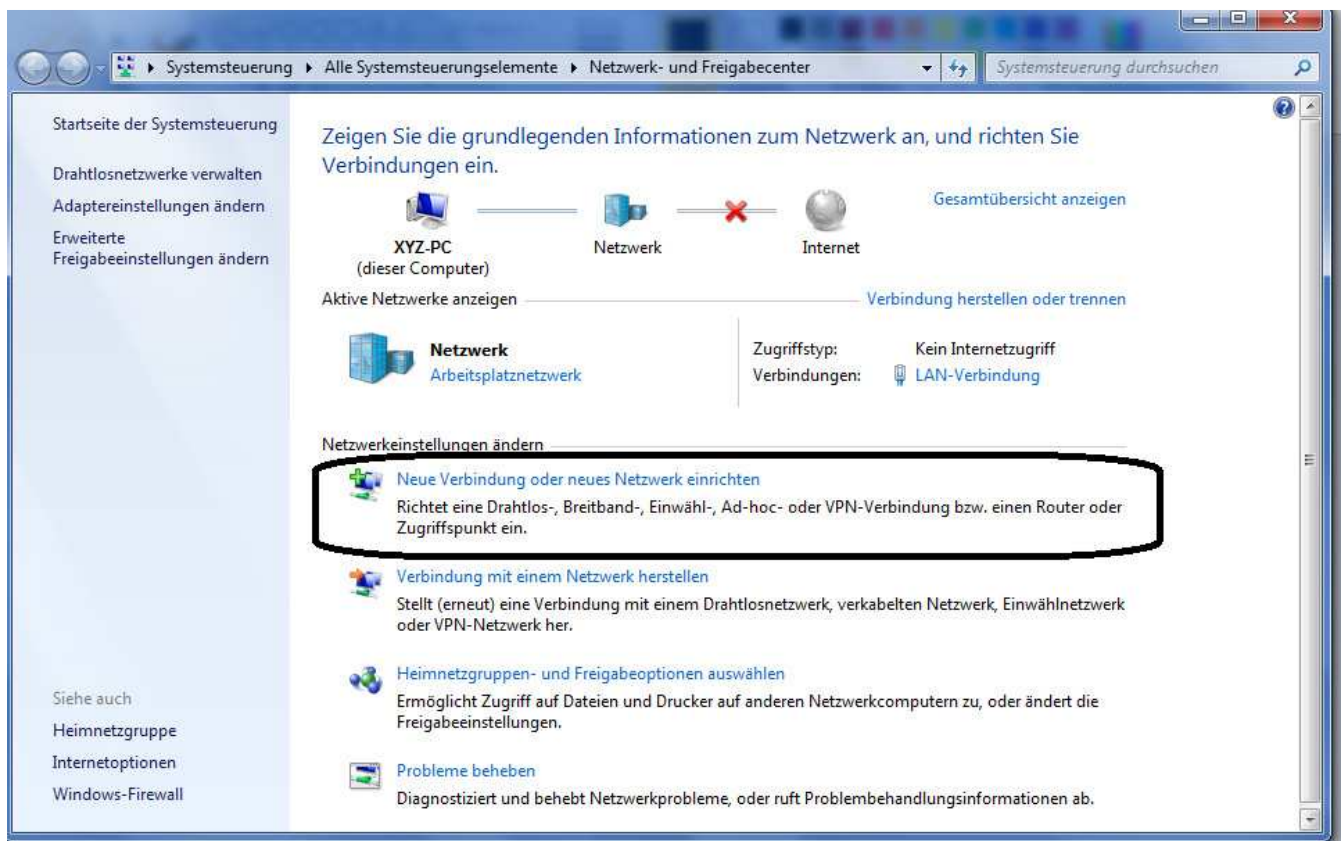 Systemsteuerung ▸ Alle Systemsteuerungselemente ▸ Netzwerk- und Freigabecenter
Systemsteuerung durchsuchen
Startseite der Systemsteuerung
Drahtlosnetzwerke verwalten
Adaptereinstellungen ändern
Erweiterte
Freigabeeinstellungen ändern
Siehe auch
Heimnetzgruppe
Internetoptionen
Windows-Firewall
Zeigen Sie die grundlegenden Informationen zum Netzwerk an, und richten Sie
Verbindungen ein.
Gesamtübersicht anzeigen
XYZ-PC
(dieser Computer)
Netzwerk
Internet
Aktive Netzwerke anzeigen
Verbindung herstellen oder trennen
Netzwerk
Arbeitsplatznetzwerk
Zugriffstyp: Kein Internetzugriff
Verbindungen: LAN-Verbindung
Netzwerkeinstellungen ändern
Neue Verbindung oder neues Netzwerk einrichten
Richtet eine Drahtlos-, Breitband-, Einwähl-, Ad-hoc- oder VPN-Verbindung bzw. einen Router oder
Zugriffspunkt ein.
Verbindung mit einem Netzwerk herstellen
Stellt (erneut) eine Verbindung mit einem Drahtlosnetzwerk, verkabelten Netzwerk, Einwählnetzwerk
oder VPN-Netzwerk her.
Heimnetzgruppen- und Freigabeoptionen auswählen
Ermöglicht Zugriff auf Dateien und Drucker auf anderen Netzwerkcomputern zu, oder ändert die
Freigabeeinstellungen.
Probleme beheben
Diagnostiziert und behebt Netzwerkprobleme, oder ruft Problembehandlungsinformationen ab.